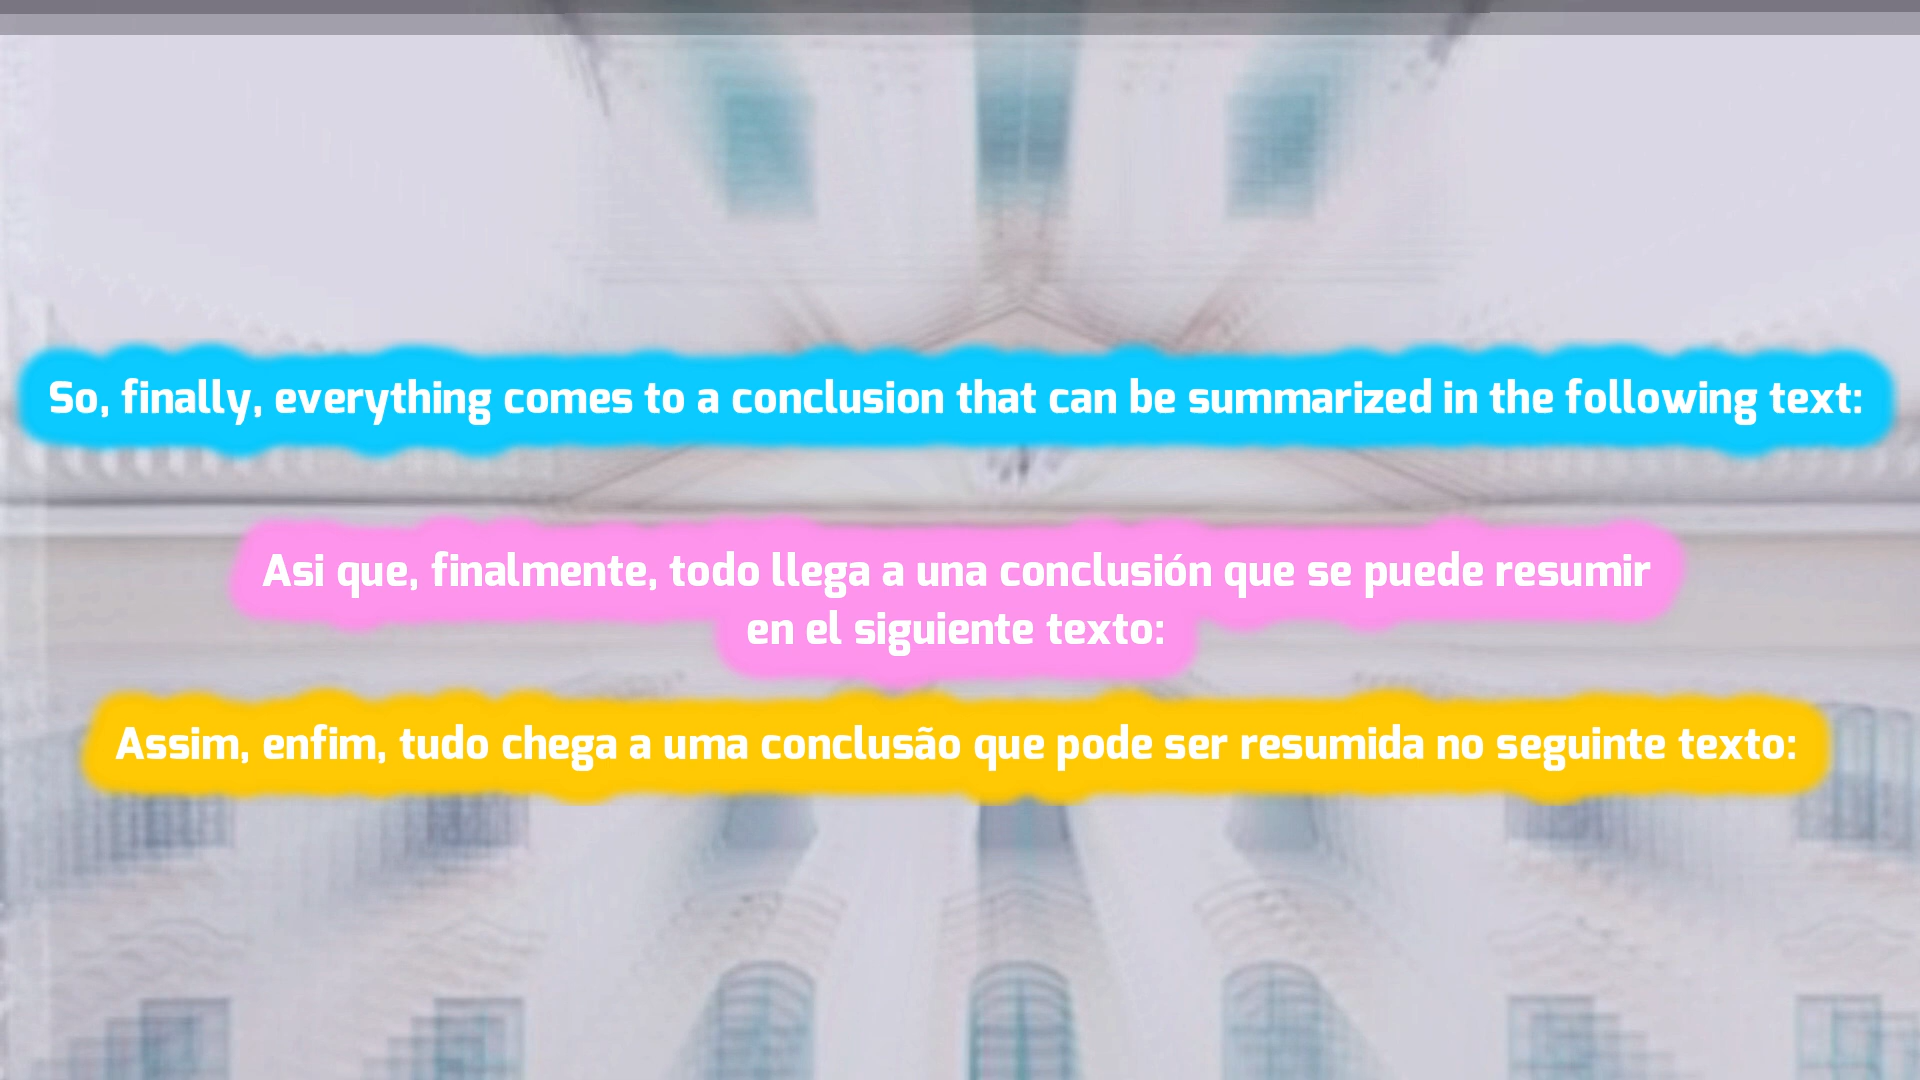 So, finally, everything comes to a conclusion that can be summarized in the following text:
Asi que, finalmente, todo llega a una conclusión que se puede resumir
en el siguiente texto:
Assim, enfim, tudo chega a uma conclusão que pode ser resumida no seguinte texto: